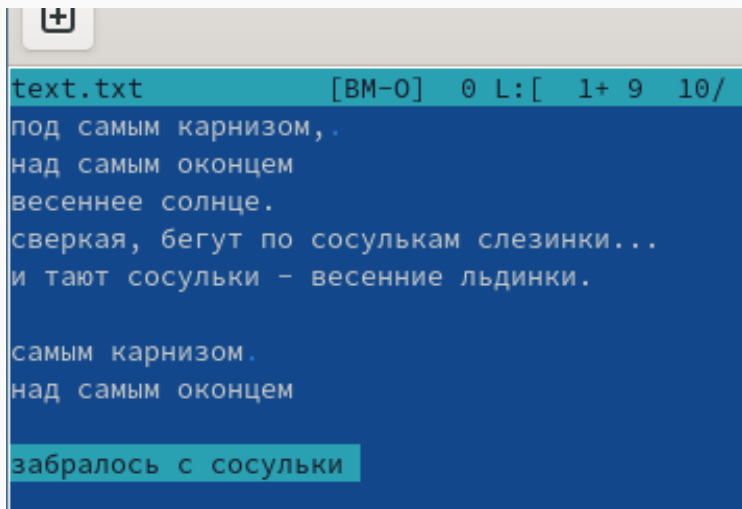 text.txt [BM-O] 0 L:[ 1+ 9 10/
под самым карнизом,.
над самым оконцем
весеннее солнце.
сверкая, бегут по сосулькам слезинки...
и тают сосульки - весенние льдинки.
самым карнизом.
над самым оконцем
забралось с сосульки